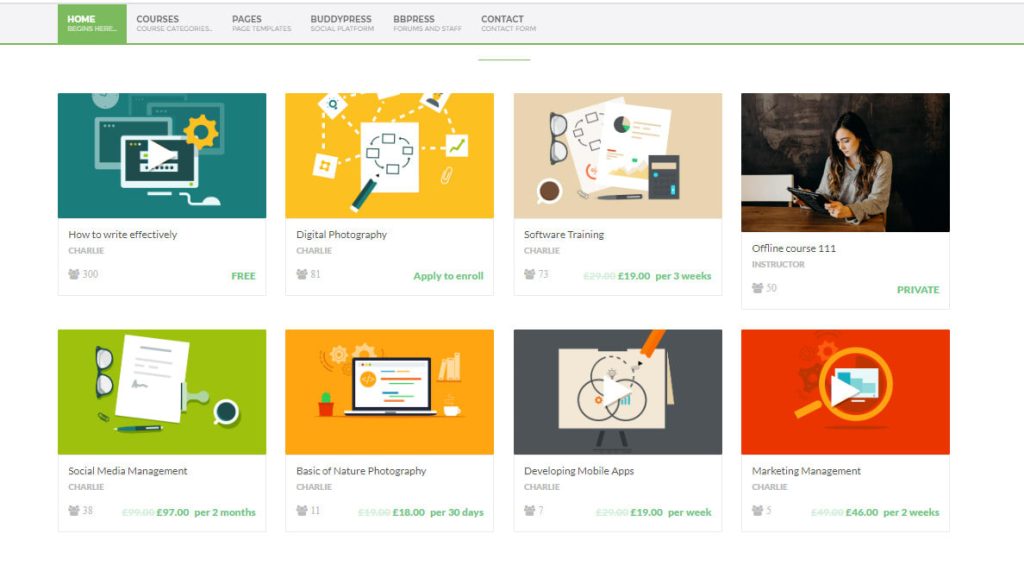 HOME
BEGINS HERE...
COURSES
COURSE CATEGORIES..
PAGES
PAGE TEMPLATES
BUDDYPRESS
SOCIAL PLATFORM
BBPRESS
FORUMS AND STAFF
CONTACT
CONTACT FORM
How to write effectively
CHARLIE
300 FREE
Digital Photography
CHARLIE
81 Apply to enroll
Software Training
CHARLIE
73 £29.00 £19.00 per 3 weeks
Offline course 111
INSTRUCTOR
50 PRIVATE
Social Media Management
CHARLIE
38 £99.00 £97.00 per 2 months
Basic of Nature Photography
CHARLIE
11 £19.00 £18.00 per 30 days
Developing Mobile Apps
CHARLIE
7 £29.00 £19.00 per week
Marketing Management
CHARLIE
5 £49.00 £46.00 per 2 weeks